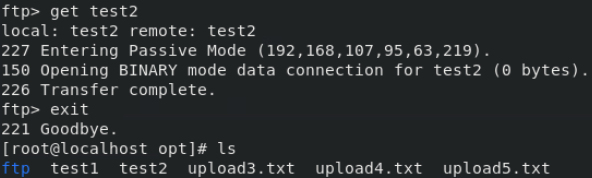 ftp> get test2
local: test2 remote: test2
227 Entering Passive Mode (192,168,107,95,63,219).
150 Opening BINARY mode data connection for test2 (0 bytes).
226 Transfer complete.
ftp> exit
221 Goodbye.
[root@localhost opt]# ls
ftp  test1  test2  upload3.txt  upload4.txt  upload5.txt